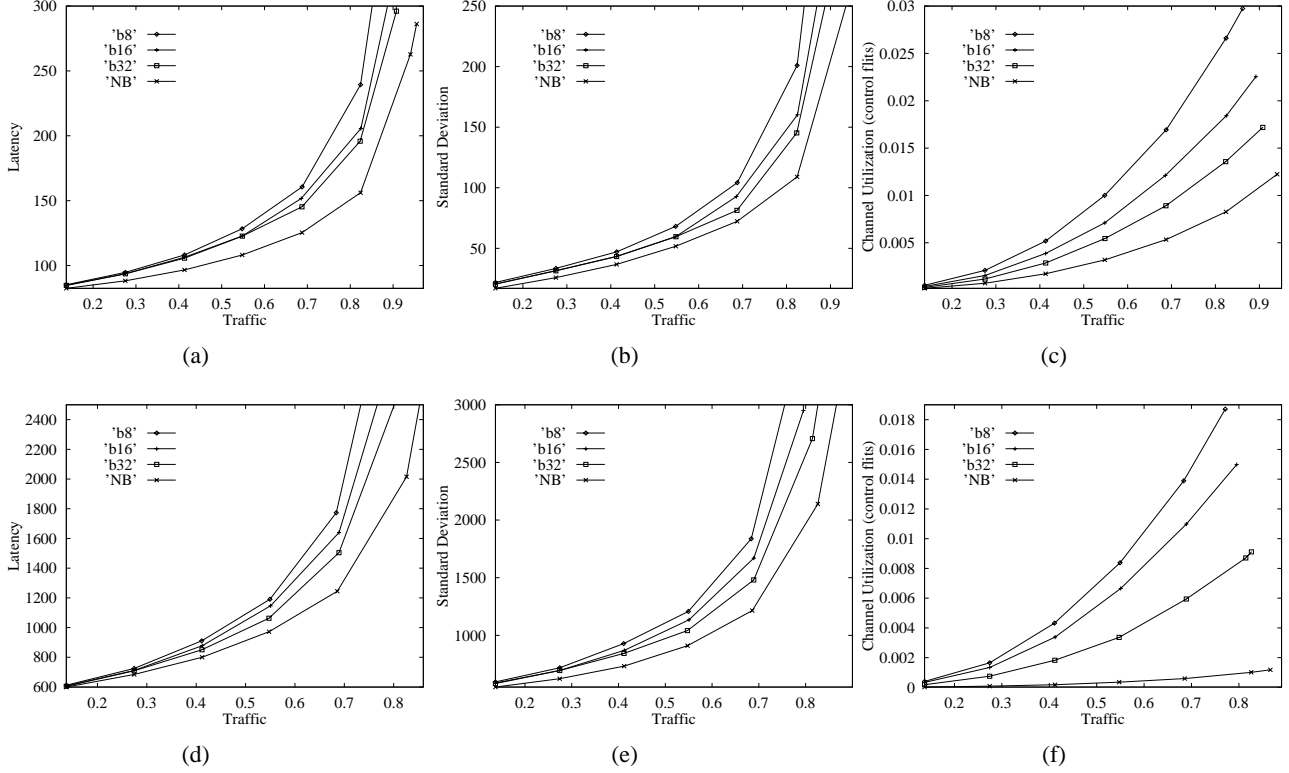 300
250
200
150
100
Latency
'b8'
'b16'
'b32'
'NB'
0.2 0.3 0.4 0.5 0.6 0.7 0.8 0.9
Traffic
(a)
250
200
150
100
50
Standard Deviation
'b8'
'b16'
'b32'
'NB'
0.2 0.3 0.4 0.5 0.6 0.7 0.8 0.9
Traffic
(b)
0.03
0.025
0.02
0.015
0.01
0.005
Channel Utilization (control flits)
'b8'
'b16'
'b32'
'NB'
0.2 0.3 0.4 0.5 0.6 0.7 0.8 0.9
Traffic
(c)
2400
2200
2000
1800
1600
1400
1200
1000
800
600
Latency
'b8'
'b16'
'b32'
'NB'
0.2 0.3 0.4 0.5 0.6 0.7 0.8
Traffic
(d)
3000
2500
2000
1500
1000
Standard Deviation
'b8'
'b16'
'b32'
'NB'
0.2 0.3 0.4 0.5 0.6 0.7 0.8
Traffic
(e)
0.018
0.016
0.014
0.012
0.01
0.008
0.006
0.004
0.002
0
Channel Utilization (control flits)
'b8'
'b16'
'b32'
'NB'
0.2 0.3 0.4 0.5 0.6 0.7 0.8
Traffic
(f)